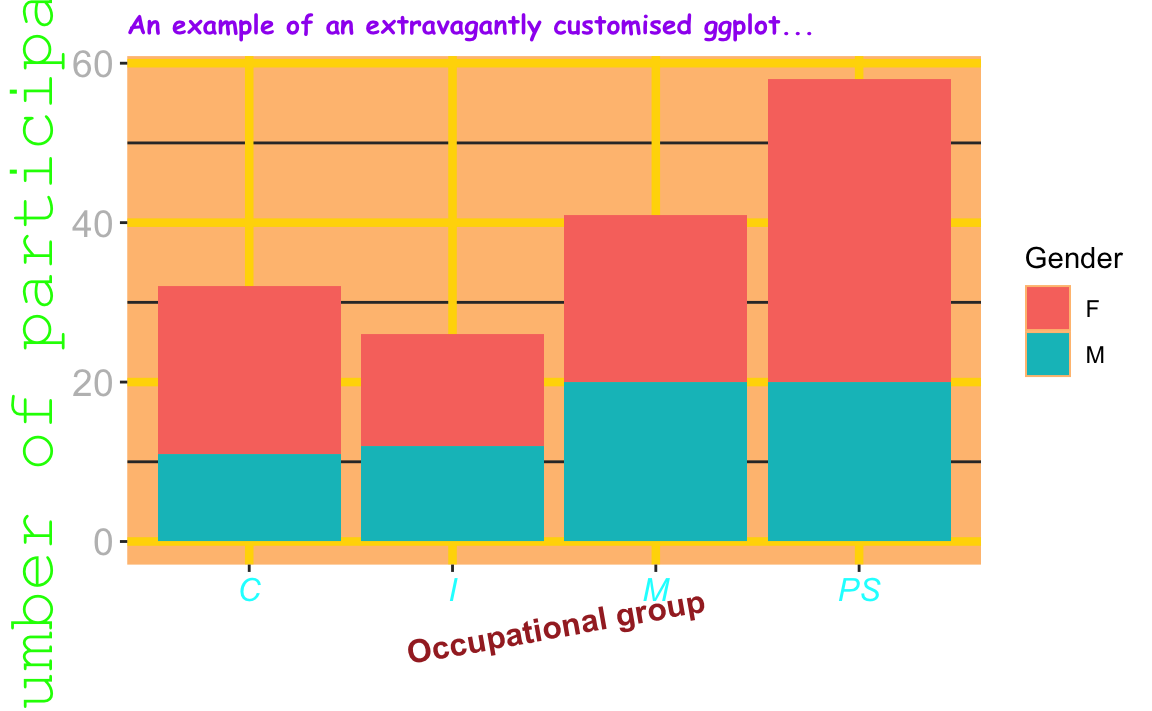 An example of an extravagantly customised ggplot...
umber of participa
60
40
20
0
C
I
M
PS
Occupational group
Gender
F
M